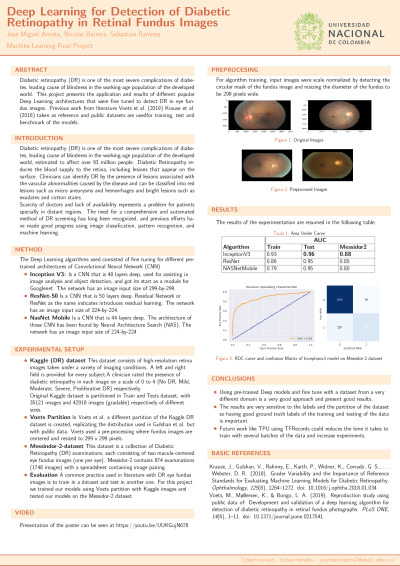 Deep Learning for Detection of Diabetic
Retinopathy in Retinal Fundus Images
Jose Miguel Arrieta, Nicolas Barrera, Sebastian Ramirez
Machine Learning Final Project
UNIVERSIDAD
NACIONAL
DE COLOMBIA
ABSTRACT
Diabetic retinopathy (DR) is one of the most severe complications of diabe-
tes, leading cause of blindness in the working-age population of the developed
world. This project presents the application and results of different popular
Deep Learning architectures that were fine tuned to detect DR in eye fun-
dus images. Previous work from literature Voets et al. (2019) Krause et al.
(2018) taken as reference and public datasets are used for training, test and
benchmark of the models.
INTRODUCTION
Diabetic retinopathy (DR) is one of the most severe complications of diabe-
tes, leading cause of blindness in the working-age population of the developed
world, estimated to affect over 93 million people. Diabetic Retinopathy re-
duces the blood supply to the retina, including lesions that appear on the
surface. Clinicians can identify DR by the presence of lesions associated with
the vascular abnormalities caused by the disease and can be classified into red
lesions such as micro aneurysms and hemorrhages and bright lesions such as
exudates and cotton stains.
Scarcity of doctors and lack of availability represents a problem for patients
specially in distant regions. The need for a comprehensive and automatic
method of DR screening has long been recognized, and previous efforts ha-
ve made good progress using image classification, pattern recognition, and
machine learning.
METHOD
The Deep Learning algorithms used consisted of fine tuning for different pre-
trained architectures of Convolutional Neural Network (CNN)
• Inception V3: Is a CNN that is 48 layers deep, used for assisting in
image analysis and object detection, and got its start as a module for
Googlenet. The network has an image input size of 299-by-299.
• ResNet-50 Is a CNN that is 50 layers deep. Residual Network or
ResNet as the name indicates introduces residual learning. The network
has an image input size of 224-by-224
• NasNet Mobile Is a CNN that is 44 layers deep. The architecture of
those CNN has been found by Neural Architecture Search (NAS). The
network has an image input size of 224-by-224
EXPERIMENTAL SETUP
• Kaggle (DR) dataset This dataset consists of high-resolution retina
images taken under a variety of imaging conditions. A left and right
field is provided for every subject A clinician rated the presence of
diabetic retinopathy in each image on a scale of 0 to 4 (No DR, Mild,
Moderate, Severe, Proliferative DR) respectively.
Original Kaggle dataset is partitioned in Train and Tests dataset, with
35121 images and 42910 images (gradable) respectively of different
sizes.
• Voets Partition In Voets et al. a different partition of the Kaggle DR
dataset is created, replicating the distribution used in Gulshan et al. but
with public data. Voets used a pre-processing where fundus images are
centered and resized to 299 x 299 pixels.
• Messidor-2 dataset This dataset is a collection of Diabetic
Retinopathy (DR) examinations, each consisting of two macula-centered
eye fundus images (one per eye). Messidor-2 contains 874 examinations
(1748 images) with a spreadsheet containing image pairing.
• Evaluation A common practice used in literature with DR eye fundus
images is to train in a dataset and test in another one. For this project
we trained our models using Voets partition with Kaggle images and
tested our models on the Messidor-2 dataset.
VIDEO
Presentation of the poster can be seen at
PREPROCESING
For algorithm training, input images were scale normalized by detecting the
circular mask of the fundus image and resizing the diameter of the fundus to be
299 pixels wide.
Figure 1: Original Images
Figure 2: Preprocced Images
RESULTS
The results of the experimentation are resumed in the following table:
Table 1: Area Under Curve
AUC
Algorithm Train Test Messidor2
InceptionV3 0.93 0.96 0.88
ResNet 0.86 0.95 0.85
NASNetMobile 0.79 0.95 0.80
Figure 3: ROC curve and confusion Matrix of InceptionV3 model on Messidor-2 dataset
CONCLUSIONS
• Using pre-trained Deep models and fine tune with a dataset from a very
different domain is a very good approach and present good results.
• The results are very sensitive to the labels and the partition of the dataset
so having good ground truth labels of the training and testing of the data is
important.
• Future work like TPU using TFRecords could reduces the time it takes to
train with several batches of the data and increase experiments.
BASIC REFERENCES
Krause, J., Gulshan, V., Rahimy, E., Karth, P., Widner, K., Corrado, G. S., ...
Webster, D. R. (2018). Grader Variability and the Importance of Reference
Standards for Evaluating Machine Learning Models for Diabetic Retinopathy.
Ophthalmology, 125(8), 1264–1272. doi: 10.1016/j.ophtha.2018.01.034
Voets, M., Møllersen, K., & Bongo, L. A. (2019). Reproduction study using public
data of: Development and validation of a deep learning algorithm for detection
of diabetic retinopathy in retinal fundus photographs. PLoS ONE, 14(6), 1–11.